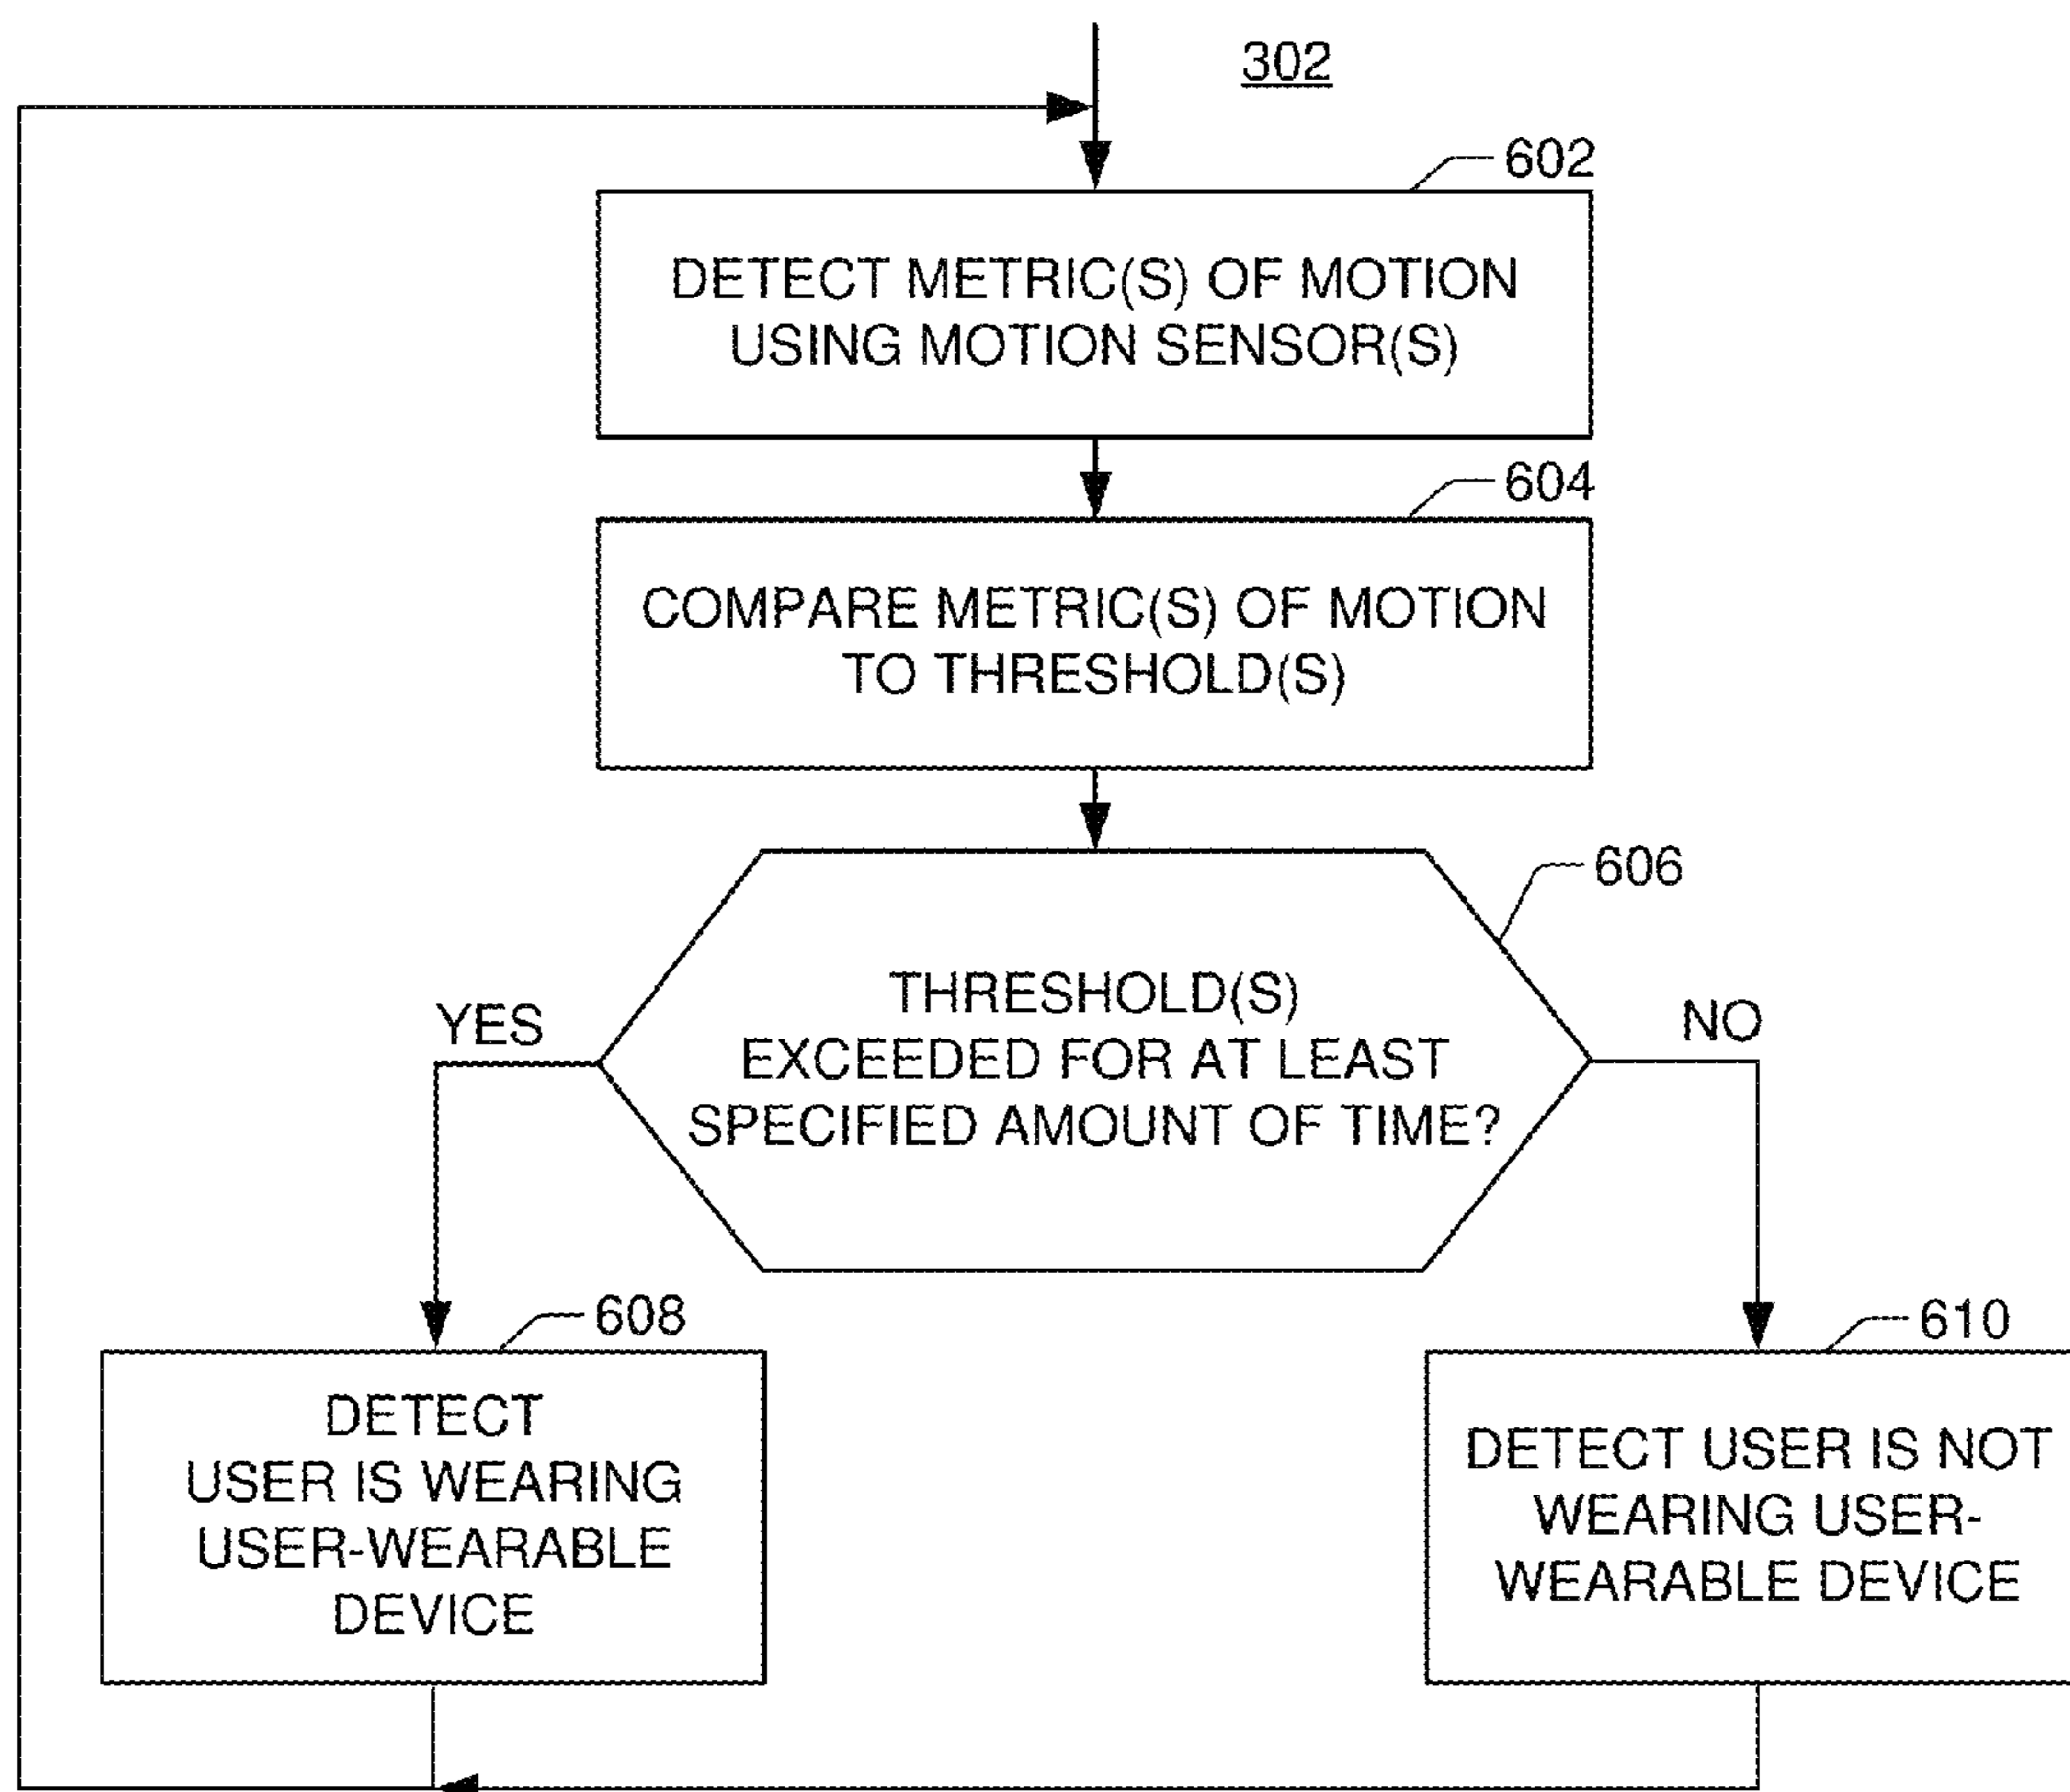 302
602
DETECT METRIC(S) OF MOTION
USING MOTION SENSOR(S)
604
COMPARE METRIC(S) OF MOTION
TO THRESHOLD(S)
606
THRESHOLD(S)
EXCEEDED FOR AT LEAST
SPECIFIED AMOUNT OF TIME?
YES
NO
608
DETECT
USER IS WEARING
USER-WEARABLE
DEVICE
610
DETECT USER IS NOT
WEARING USER-
WEARABLE DEVICE